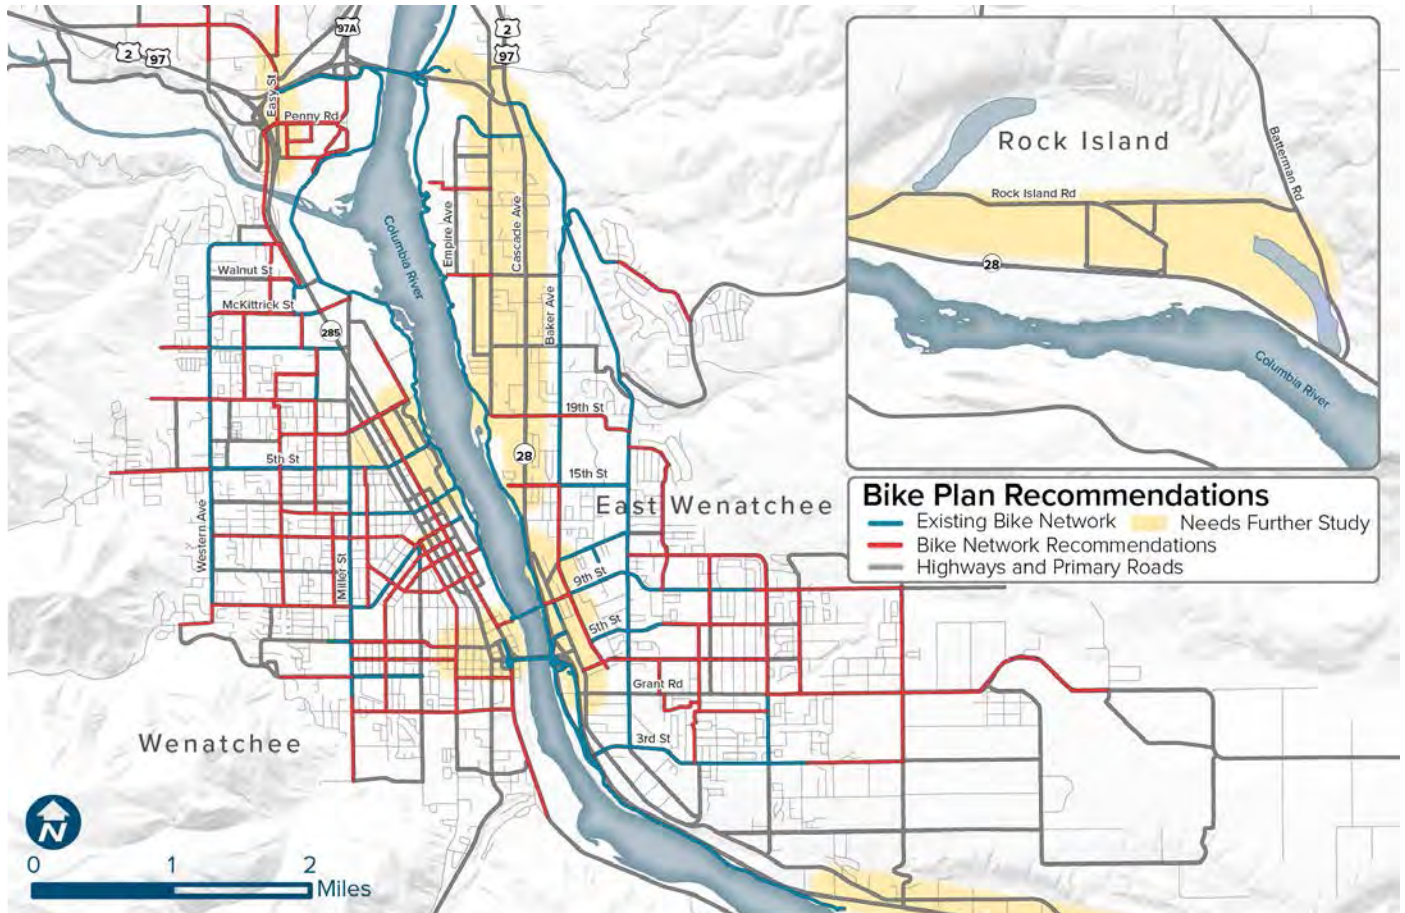 97A
2
97
2
97
Easy St
Penny Rd
Columbia River
Empire Ave
Cascade Ave
Walnut St
McKittrick St
285
Baker Ave
19th St
28
15th St
5th St
East Wenatchee
Western Ave
Miller St
9th St
5th St
Grant Rd
3rd St
Wenatchee
N
0 1 2
Miles
Rock Island
Batterman Rd
Rock Island Rd
28
Columbia River
Bike Plan Recommendations
Existing Bike Network Needs Further Study
Bike Network Recommendations
Highways and Primary Roads